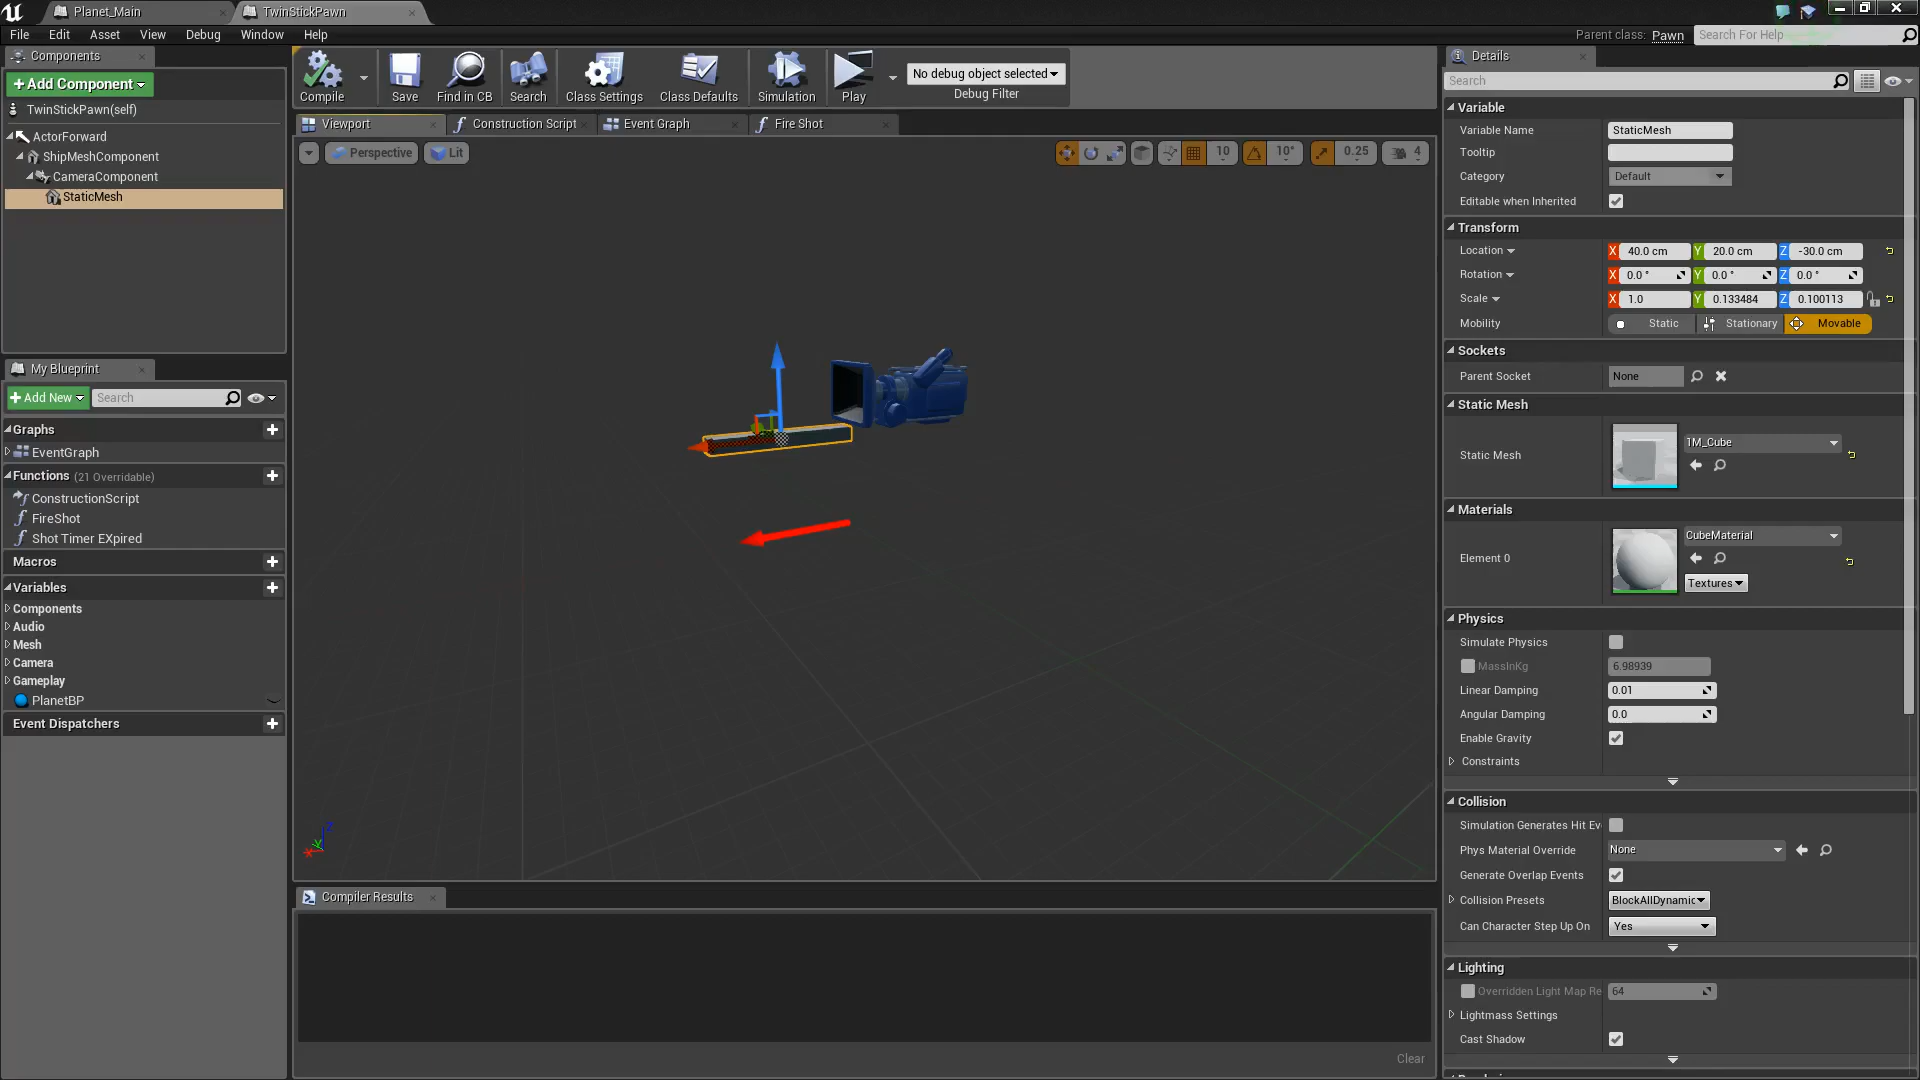 Planet_Main
TwinStickPawn
File Edit Asset View Debug Window Help
Parent class: Pawn
Search For Help
Components
+ Add Component
TwinStickPawn(self)
ActorForward
ShipMeshComponent
CameraComponent
StaticMesh
My Blueprint
+ Add New
Search
Graphs
EventGraph
Functions (21 Overridable)
ConstructionScript
FireShot
Shot Timer EXpired
Macros
Variables
Components
Audio
Mesh
Camera
Gameplay
PlanetBP
Event Dispatchers
Compile
Save
Find in CB
Search
Class Settings
Class Defaults
Simulation
Play
No debug object selected
Debug Filter
Viewport
Construction Script
Event Graph
Fire Shot
Perspective
Lit
10
10°
0.25
4
X
Y
Z
Compiler Results
Clear
Details
Search
Variable
Variable Name StaticMesh
Tooltip
Category Default
Editable when Inherited
Transform
Location X 40.0 cm Y 20.0 cm Z -30.0 cm
Rotation X 0.0 ° Y 0.0 ° Z 0.0 °
Scale X 1.0 Y 0.133484 Z 0.100113
Mobility Static Stationary Movable
Sockets
Parent Socket None
Static Mesh
Static Mesh 1M_Cube
Materials
Element 0 CubeMaterial
Textures
Physics
Simulate Physics
MassInKg 6.98939
Linear Damping 0.01
Angular Damping 0.0
Enable Gravity
Constraints
Collision
Simulation Generates Hit Ev
Phys Material Override None
Generate Overlap Events
Collision Presets BlockAllDynamic
Can Character Step Up On Yes
Lighting
Overridden Light Map Re 64
Lightmass Settings
Cast Shadow